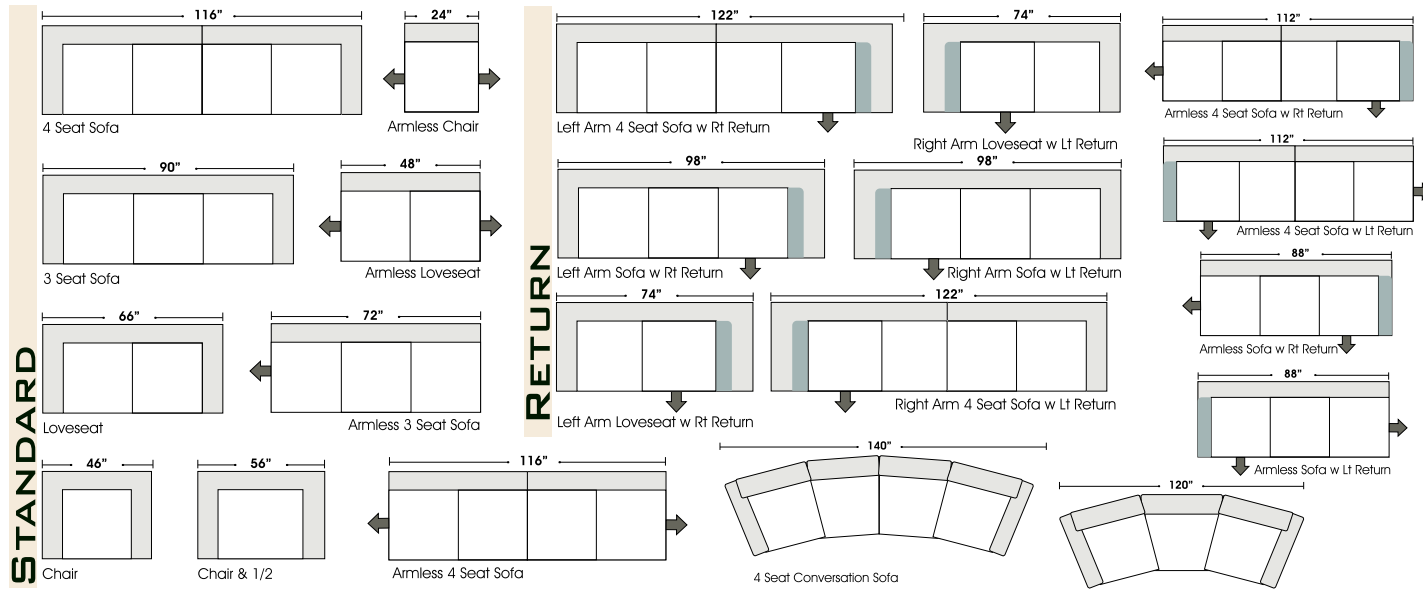 STANDARD
116”
4 Seat Sofa
24”
Armless Chair
90”
3 Seat Sofa
48”
Armless Loveseat
66”
Loveseat
72”
Armless 3 Seat Sofa
46”
Chair
56”
Chair & 1/2
116”
Armless 4 Seat Sofa
RETURN
122”
Left Arm 4 Seat Sofa w Rt Return
74”
Right Arm Loveseat w Lt Return
98”
Left Arm Sofa w Rt Return
98”
Right Arm Sofa w Lt Return
74”
Left Arm Loveseat w Rt Return
122”
Right Arm 4 Seat Sofa w Lt Return
112”
Armless 4 Seat Sofa w Rt Return
112”
Armless 4 Seat Sofa w Lt Return
88”
Armless Sofa w Rt Return
88”
Armless Sofa w Lt Return
140”
4 Seat Conversation Sofa
120”